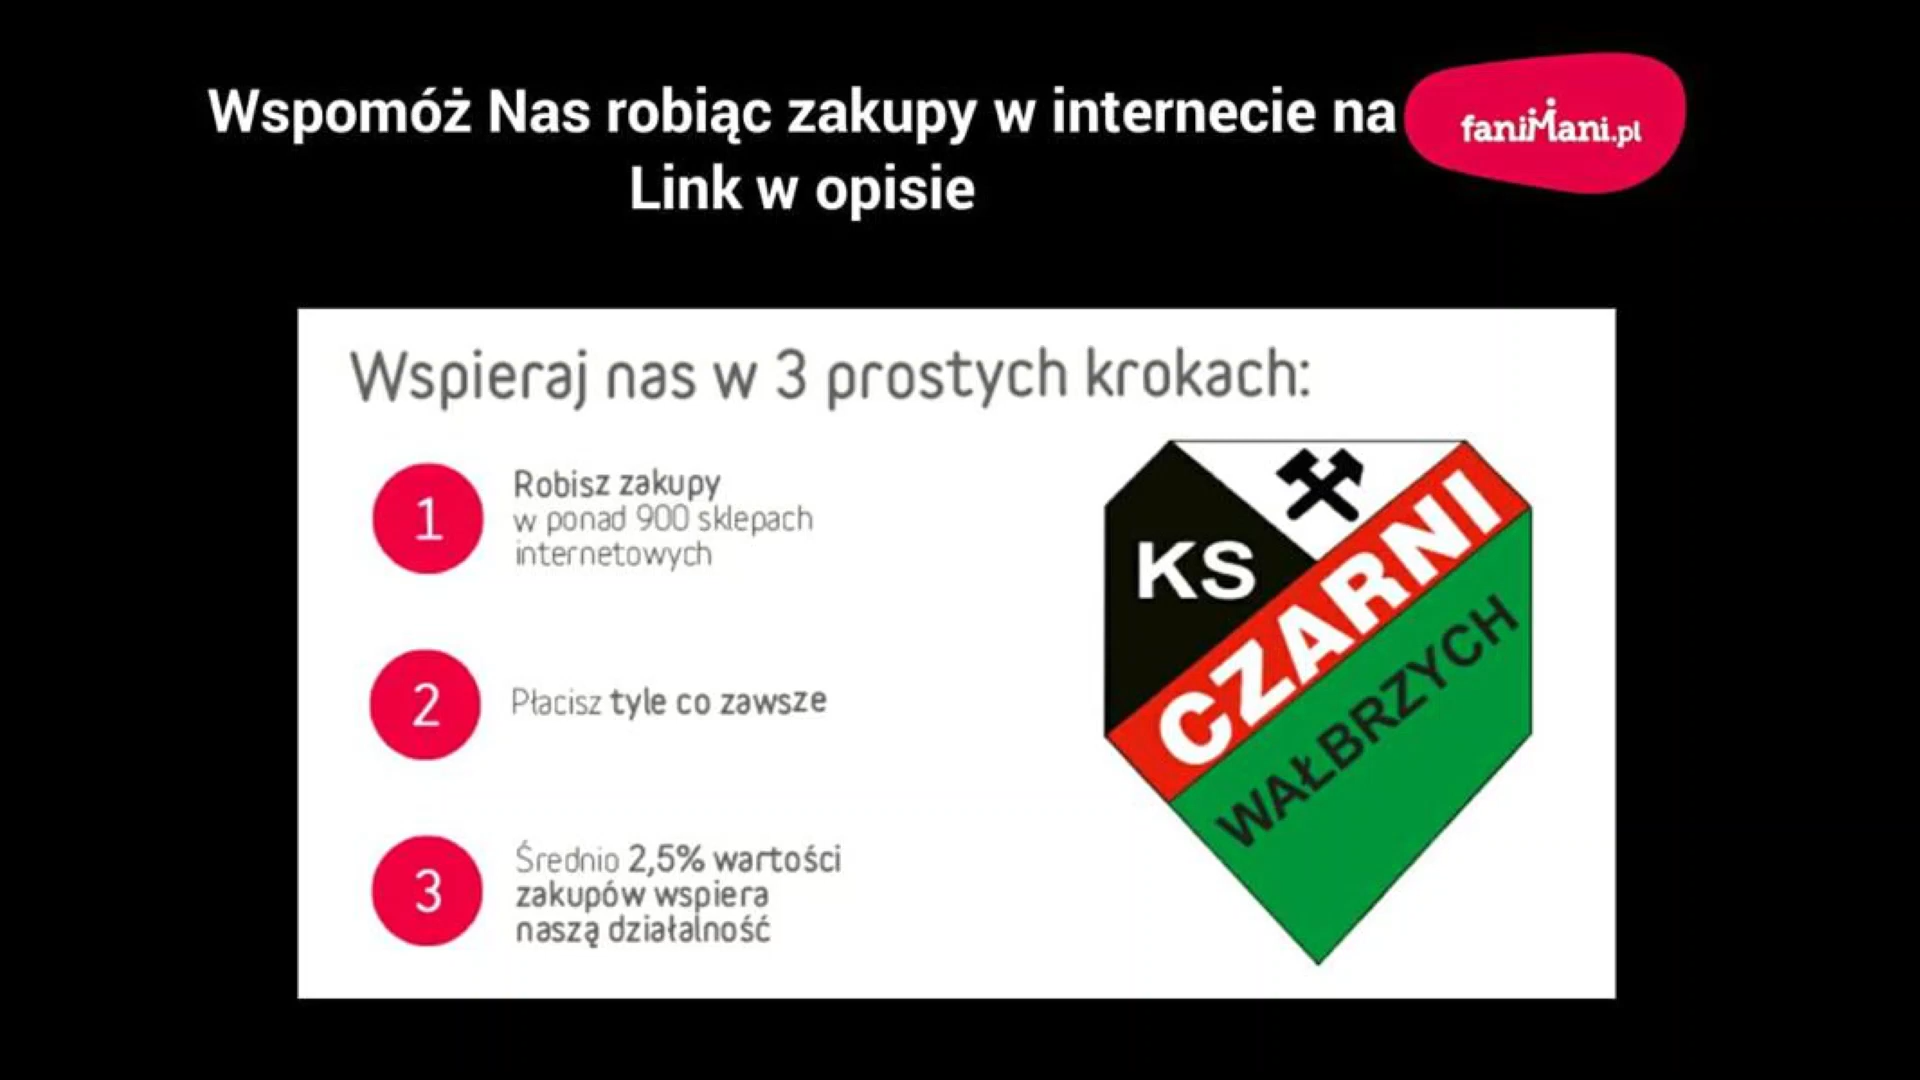 Wspomóż Nas robiąc zakupy w internecie na
faniMani.pl
Link w opisie
Wspieraj nas w 3 prostych krokach:
1
Robisz zakupy
w ponad 900 sklepach
internetowych
2
Płacisz tyle co zawsze
3
Średnio 2,5% wartości
zakupów wspiera
naszą działalność
KS
CZARNI
WAŁBRZYCH